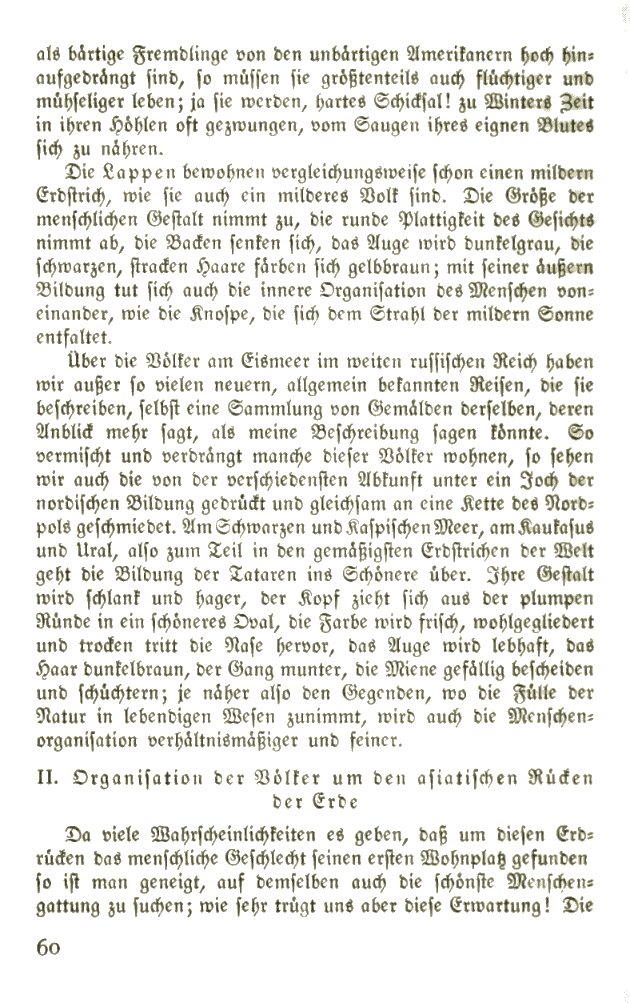 als bärtige Fremdlinge von den unbärtigen Amerikanern hoch hin-
aufgedrängt sind, so müssen sie größtenteils auch flüchtiger und
mühseliger leben; ja sie werden, hartes Schicksal! zu Winters Zeit
in ihren Höhlen oft gezwungen, vom Saugen ihres eignen Blutes
sich zu nähren.
Die Lappen bewohnen vergleichungsweise schon einen mildern
Erdstrich, wie sie auch ein milderes Volk sind. Die Größe der
menschlichen Gestalt nimmt zu, die runde Plattigkeit des Gesichts
nimmt ab, die Backen senken sich, das Auge wird dunkelgrau, die
schwarzen, stracken Haare färben sich gelbbraun; mit seiner äußern
Bildung tut sich auch die innere Organisation des Menschen von-
einander, wie die Knospe, die sich dem Strahl der mildern Sonne
entfaltet.
Über die Völker am Eismeer im weiten russischen Reich haben
wir außer so vielen neuern, allgemein bekannten Reisen, die sie
beschreiben, selbst eine Sammlung von Gemälden derselben, deren
Anblick mehr sagt, als meine Beschreibung sagen könnte. So
vermischt und verdrängt manche dieser Völker wohnen, so sehen
wir auch die von der verschiedensten Abkunft unter ein Joch der
nordischen Bildung gedrückt und gleichsam an eine Kette des Nord-
pols geschmiedet. Am Schwarzen und Kaspischen Meer, am Kaukasus
und Ural, also zum Teil in den gemäßigsten Erdstrichen der Welt
geht die Bildung der Tataren ins Schönere über. Ihre Gestalt
wird schlank und hager, der Kopf zieht sich aus der plumpen
Ründe in ein schöneres Oval, die Farbe wird frisch, wohlgegliedert
und trocken tritt die Nase hervor, das Auge wird lebhaft, das
Haar dunkelbraun, der Gang munter, die Miene gefällig bescheiden
und schüchtern; je näher also den Gegenden, wo die Fülle der
Natur in lebendigen Wesen zunimmt, wird auch die Menschen-
organisation verhältnismäßiger und feiner.
II. Organisation der Völker um den asiatischen Rücken
der Erde
Da viele Wahrscheinlichkeiten es geben, daß um diesen Erd-
rücken das menschliche Geschlecht seinen ersten Wohnplatz gefunden
so ist man geneigt, auf demselben auch die schönste Menschen-
gattung zu suchen; wie sehr trügt uns aber diese Erwartung! Die
60